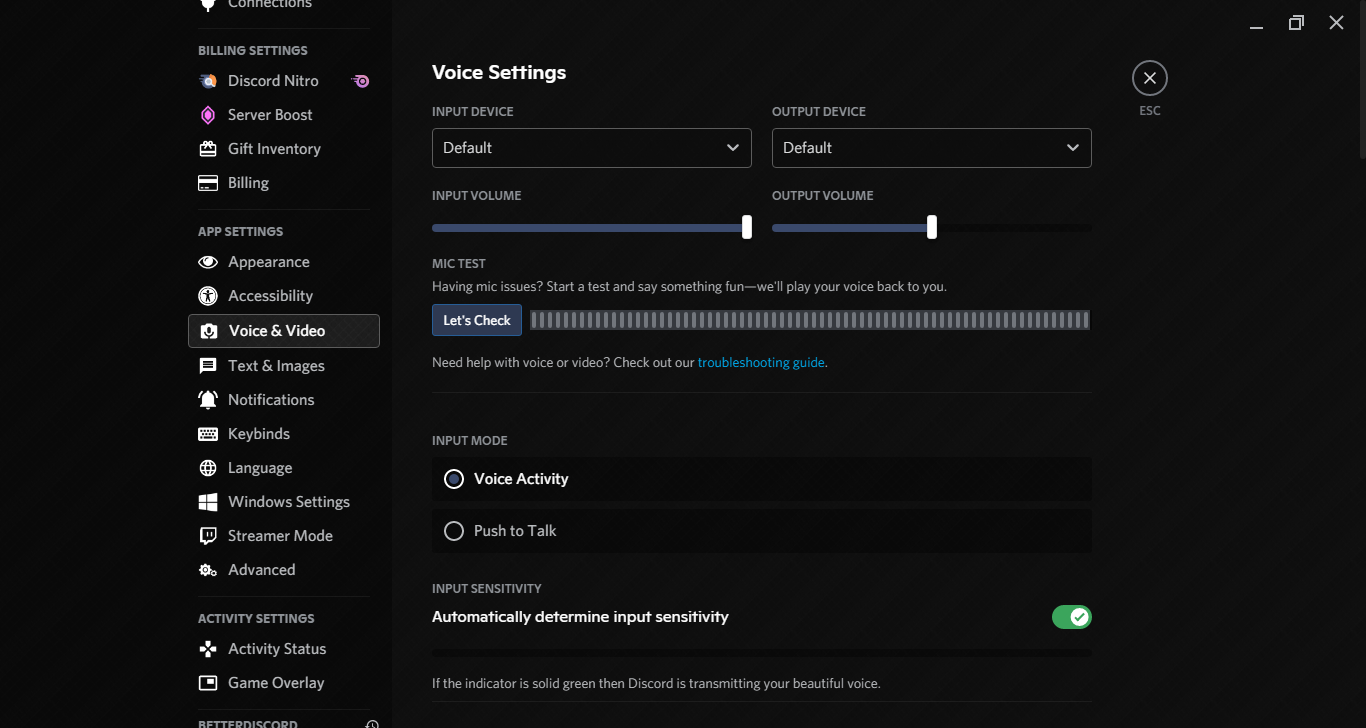 Connections
BILLING SETTINGS
Discord Nitro
Server Boost
Gift Inventory
Billing
APP SETTINGS
Appearance
Accessibility
Voice & Video
Text & Images
Notifications
Keybinds
Language
Windows Settings
Streamer Mode
Advanced
ACTIVITY SETTINGS
Activity Status
Game Overlay
BETTERDISCORD
Voice Settings
ESC
INPUT DEVICE OUTPUT DEVICE
Default Default
INPUT VOLUME OUTPUT VOLUME
MIC TEST
Having mic issues? Start a test and say something fun—we'll play your voice back to you.
Let's Check
Need help with voice or video? Check out our troubleshooting guide.
INPUT MODE
Voice Activity
Push to Talk
INPUT SENSITIVITY
Automatically determine input sensitivity
If the indicator is solid green then Discord is transmitting your beautiful voice.